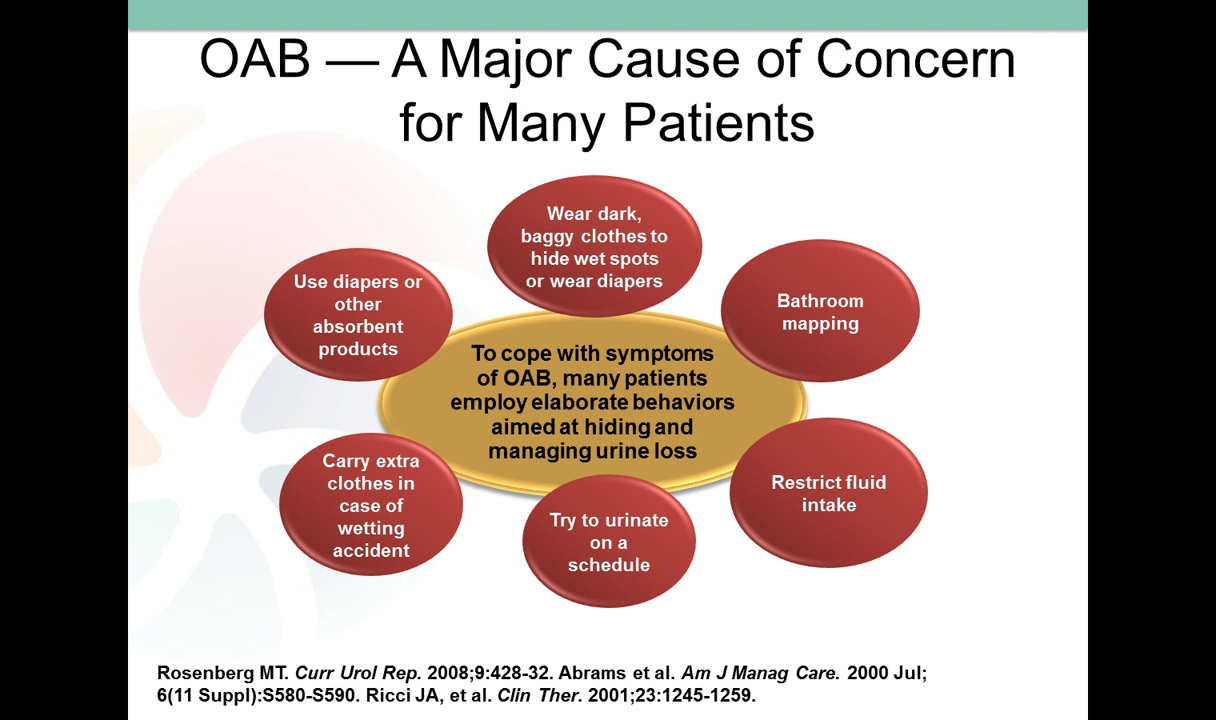 OAB — A Major Cause of Concern
for Many Patients
Wear dark,
baggy clothes to
hide wet spots
or wear diapers
Use diapers or
other
absorbent
products
Bathroom
mapping
To cope with symptoms
of OAB, many patients
employ elaborate behaviors
aimed at hiding and
managing urine loss
Carry extra
clothes in
case of
wetting
accident
Try to urinate
on a
schedule
Restrict fluid
intake
Rosenberg MT. Curr Urol Rep. 2008;9:428-32. Abrams et al. Am J Manag Care. 2000 Jul;
6(11 Suppl):S580-S590. Ricci JA, et al. Clin Ther. 2001;23:1245-1259.